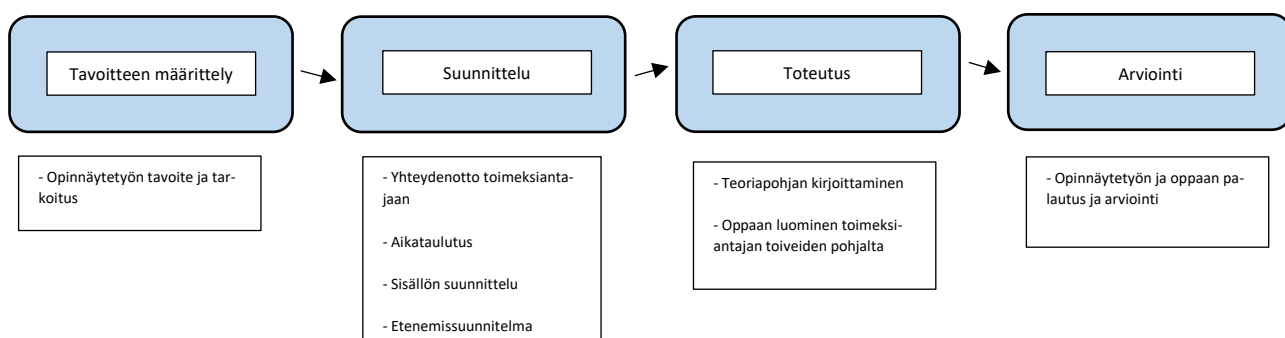 Tavoitteen määrittely
Suunnittelu
Toteutus
Arviointi
- Opinnäytetyön tavoite ja tar-
koitus
- Yhteydenotto toimeksianta-
jaan
- Aikataulutus
- Sisällön suunnittelu
- Etenemissuunnitelma
- Teoriapohjan kirjoittaminen
- Oppaan luominen toimeksi-
antajan toiveiden pohjalta
- Opinnäytetyön ja oppaan pa-
lautus ja arviointi